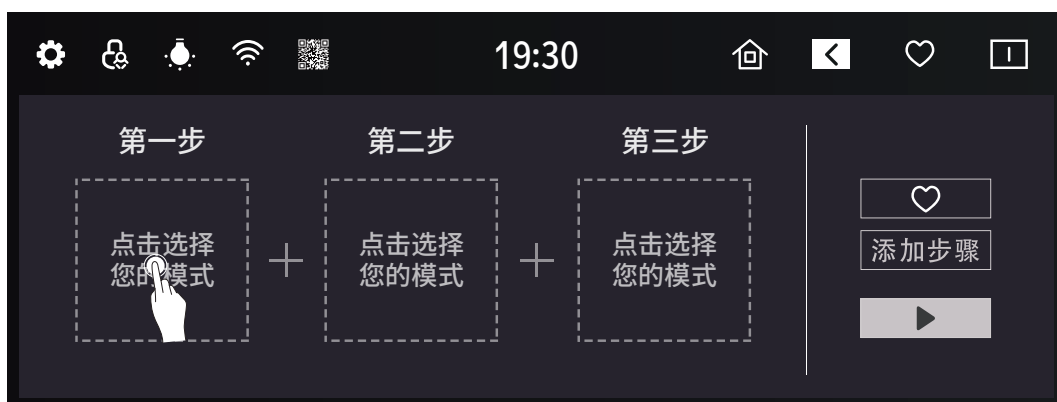 19:30
第一步
第二步
第三步
点击选择
您的模式
点击选择
您的模式
点击选择
您的模式
添加步骤